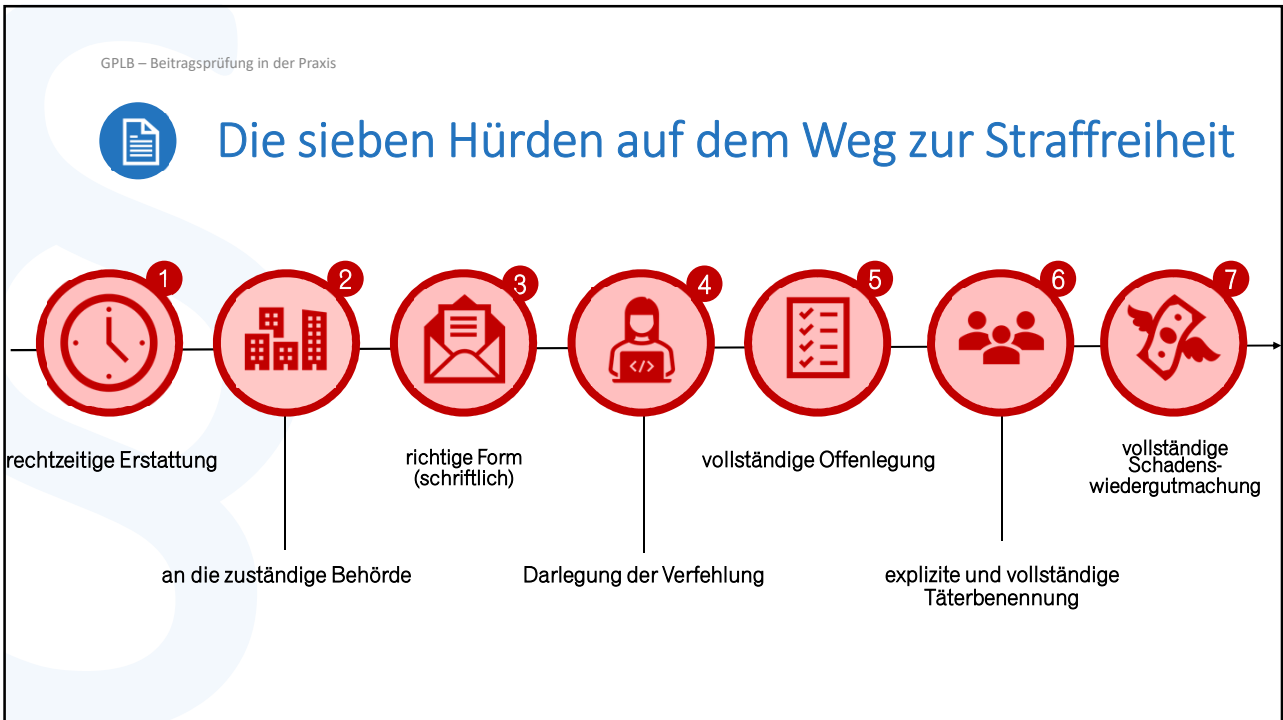 GPLB – Beitragsprüfung in der Praxis
Die sieben Hürden auf dem Weg zur Straffreiheit
1
2
3
4
5
6
7
</>
rechtzeitige Erstattung
an die zuständige Behörde
richtige Form
(schriftlich)
Darlegung der Verfehlung
vollständige Offenlegung
explizite und vollständige
Täterbenennung
vollständige
Schadens-
wiedergutmachung